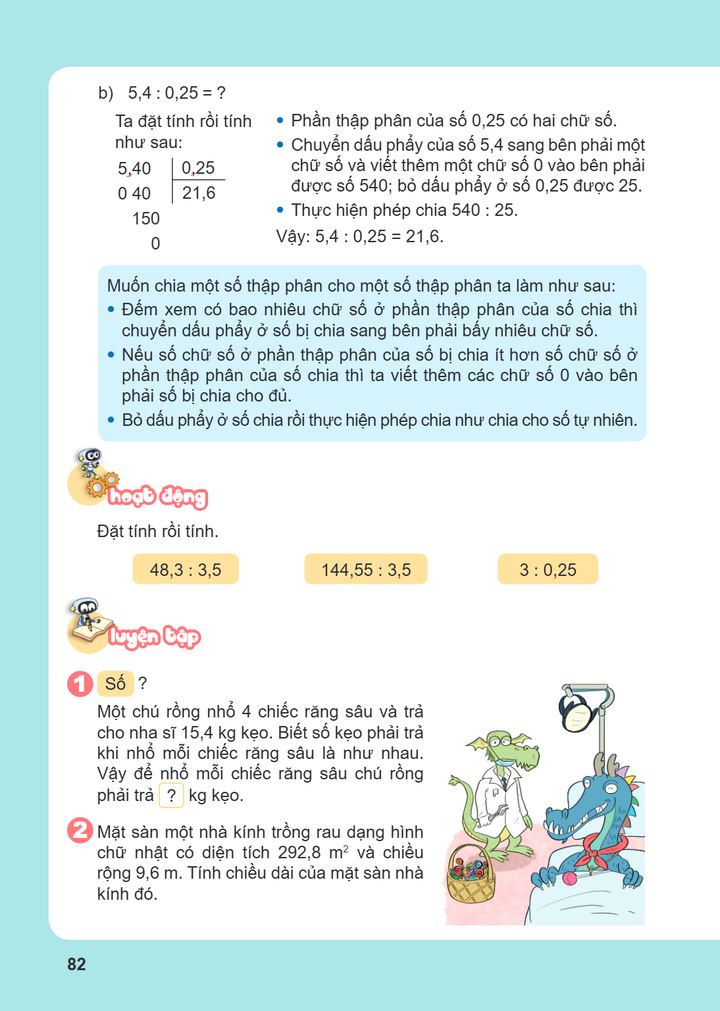 b) 5,4 : 0,25 = ?
Ta đặt tính rồi tính
như sau:
5,40 0,25
0 40 21,6
150
0
• Phần thập phân của số 0,25 có hai chữ số.
• Chuyển dấu phẩy của số 5,4 sang bên phải một
chữ số và viết thêm một chữ số 0 vào bên phải
được số 540; bỏ dấu phẩy ở số 0,25 được 25.
• Thực hiện phép chia 540 : 25.
Vậy: 5,4 : 0,25 = 21,6.
Muốn chia một số thập phân cho một số thập phân ta làm như sau:
• Đếm xem có bao nhiêu chữ số ở phần thập phân của số chia thì
chuyển dấu phẩy ở số bị chia sang bên phải bấy nhiêu chữ số.
• Nếu số chữ số ở phần thập phân của số bị chia ít hơn số chữ số ở
phần thập phân của số chia thì ta viết thêm các chữ số 0 vào bên
phải số bị chia cho đủ.
• Bỏ dấu phẩy ở số chia rồi thực hiện phép chia như chia cho số tự nhiên.
hoạt động
Đặt tính rồi tính.
48,3 : 3,5 144,55 : 3,5 3 : 0,25
luyện tập
1 Số ?
Một chú rồng nhổ 4 chiếc răng sâu và trả
cho nha sĩ 15,4 kg kẹo. Biết số kẹo phải trả
khi nhổ mỗi chiếc răng sâu là như nhau.
Vậy để nhổ mỗi chiếc răng sâu chú rồng
phải trả ? kg kẹo.
2 Mặt sàn một nhà kính trồng rau dạng hình
chữ nhật có diện tích 292,8 m² và chiều
rộng 9,6 m. Tính chiều dài của mặt sàn nhà
kính đó.
82